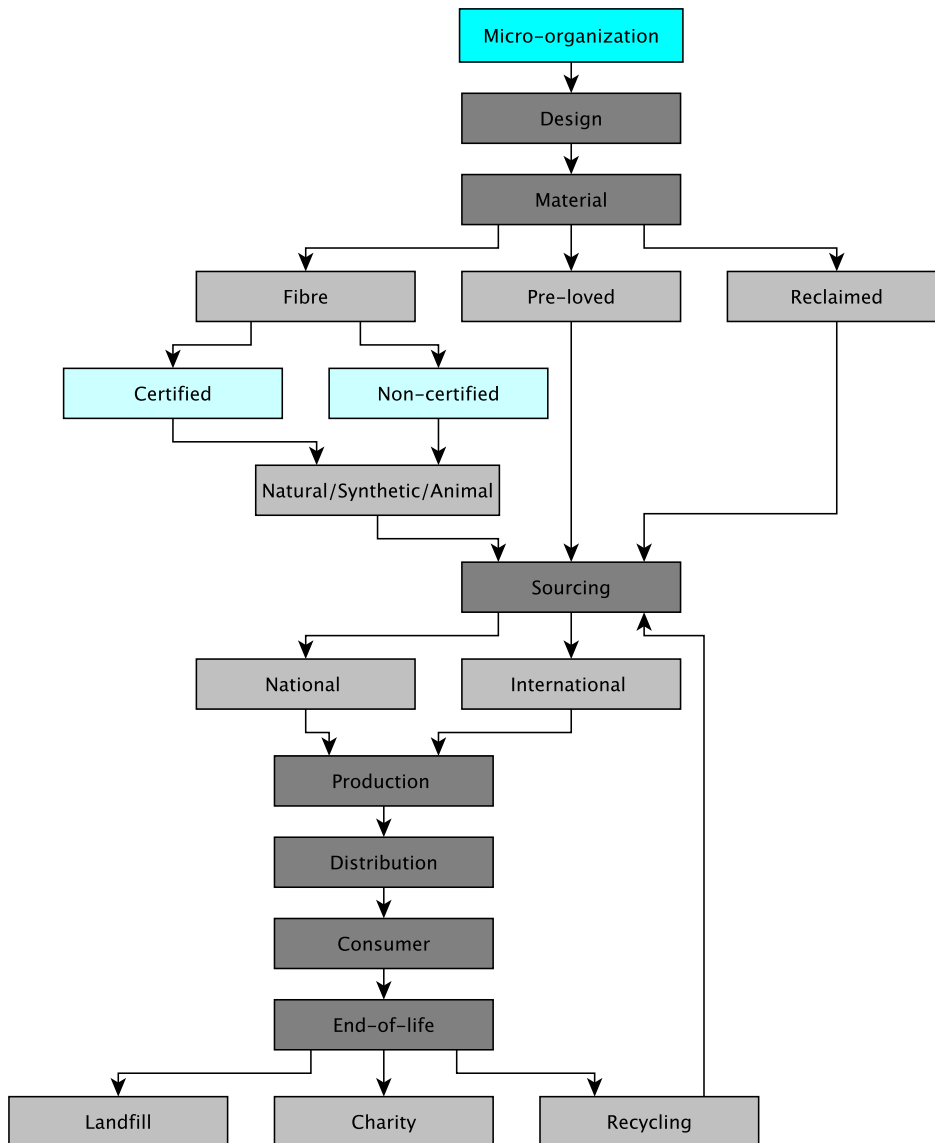 Micro-organization
Design
Material
Fibre
Pre-loved
Reclaimed
Certified
Non-certified
Natural/Synthetic/Animal
Sourcing
National
International
Production
Distribution
Consumer
End-of-life
Landfill
Charity
Recycling